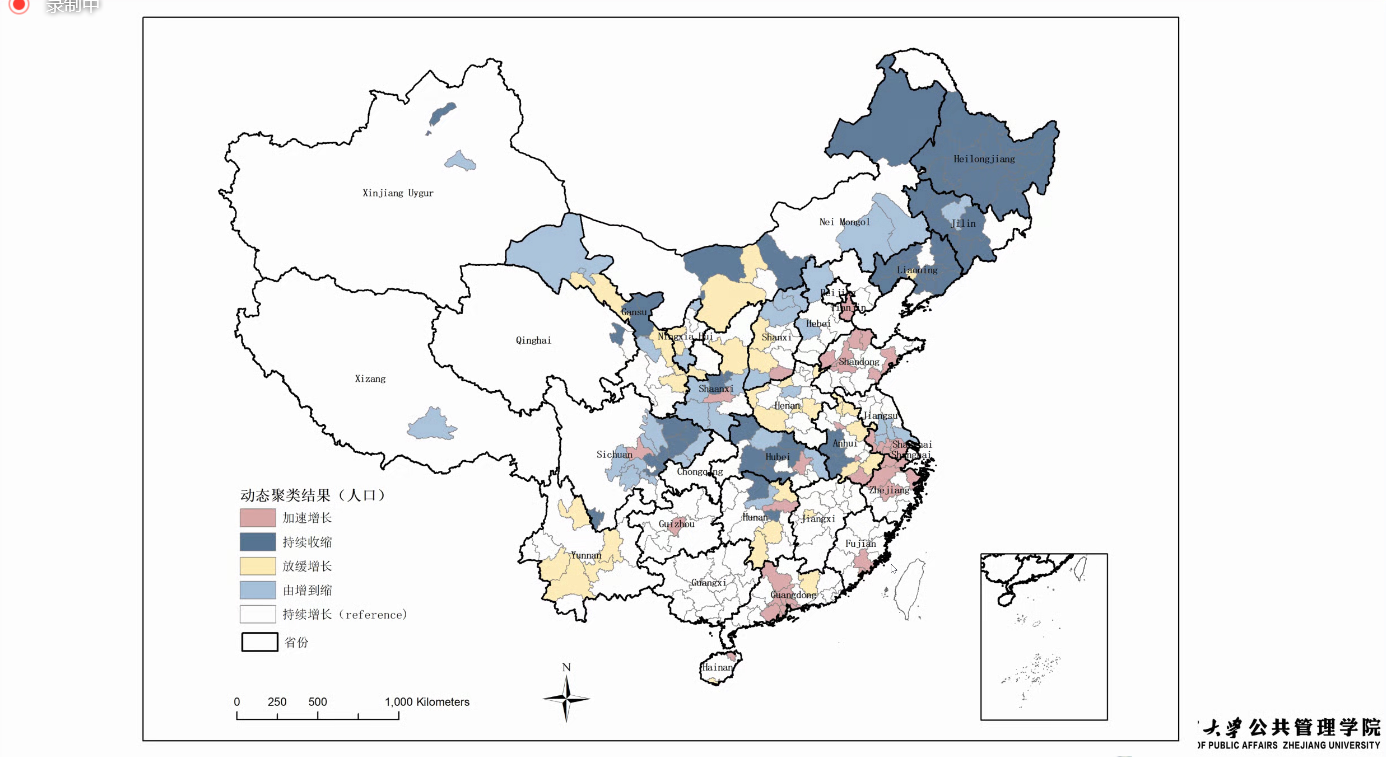 录制中
Heilongjiang
Xinjiang Uygur
Nei Mongol
Jilin
Liaoning
Beijing
Tianjin
Gansu
Hebei
Ningxia Hui
Shanxi
Qinghai
Shandong
Xizang
Shaanxi
Henan
Jiangsu
Anhui
Shanghai
Shanghai
Sichuan
Hubei
Chongqing
Zhejiang
动态聚类结果（人口）
加速增长
持续收缩
放缓增长
由增到缩
持续增长（reference)
省份
Hunan
Jiangxi
Guizhou
Fujian
Yunnan
Guangxi
Guangdong
Hainan
N
0 250 500 1,000 Kilometers
大学公共管理学院
OF PUBLIC AFFAIRS ZHEJIANG UNIVERSITY